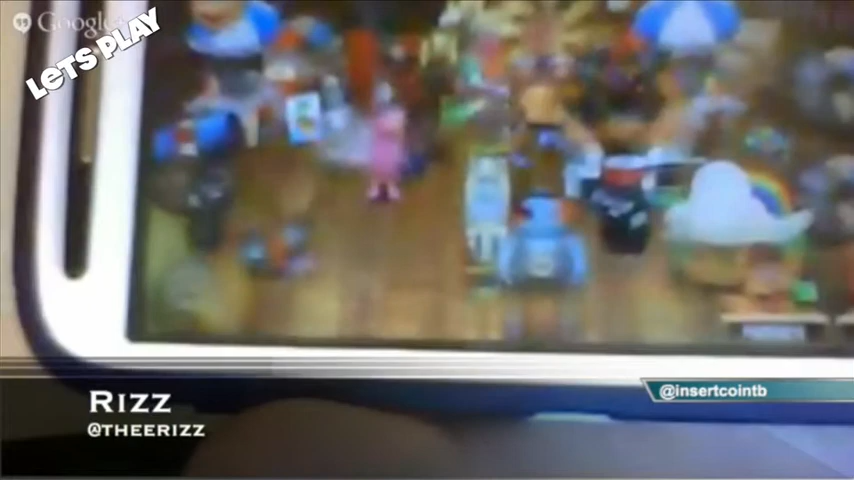 Google+
LETS PLAY
@insertcointb
RIZZ
@THEERIZZ